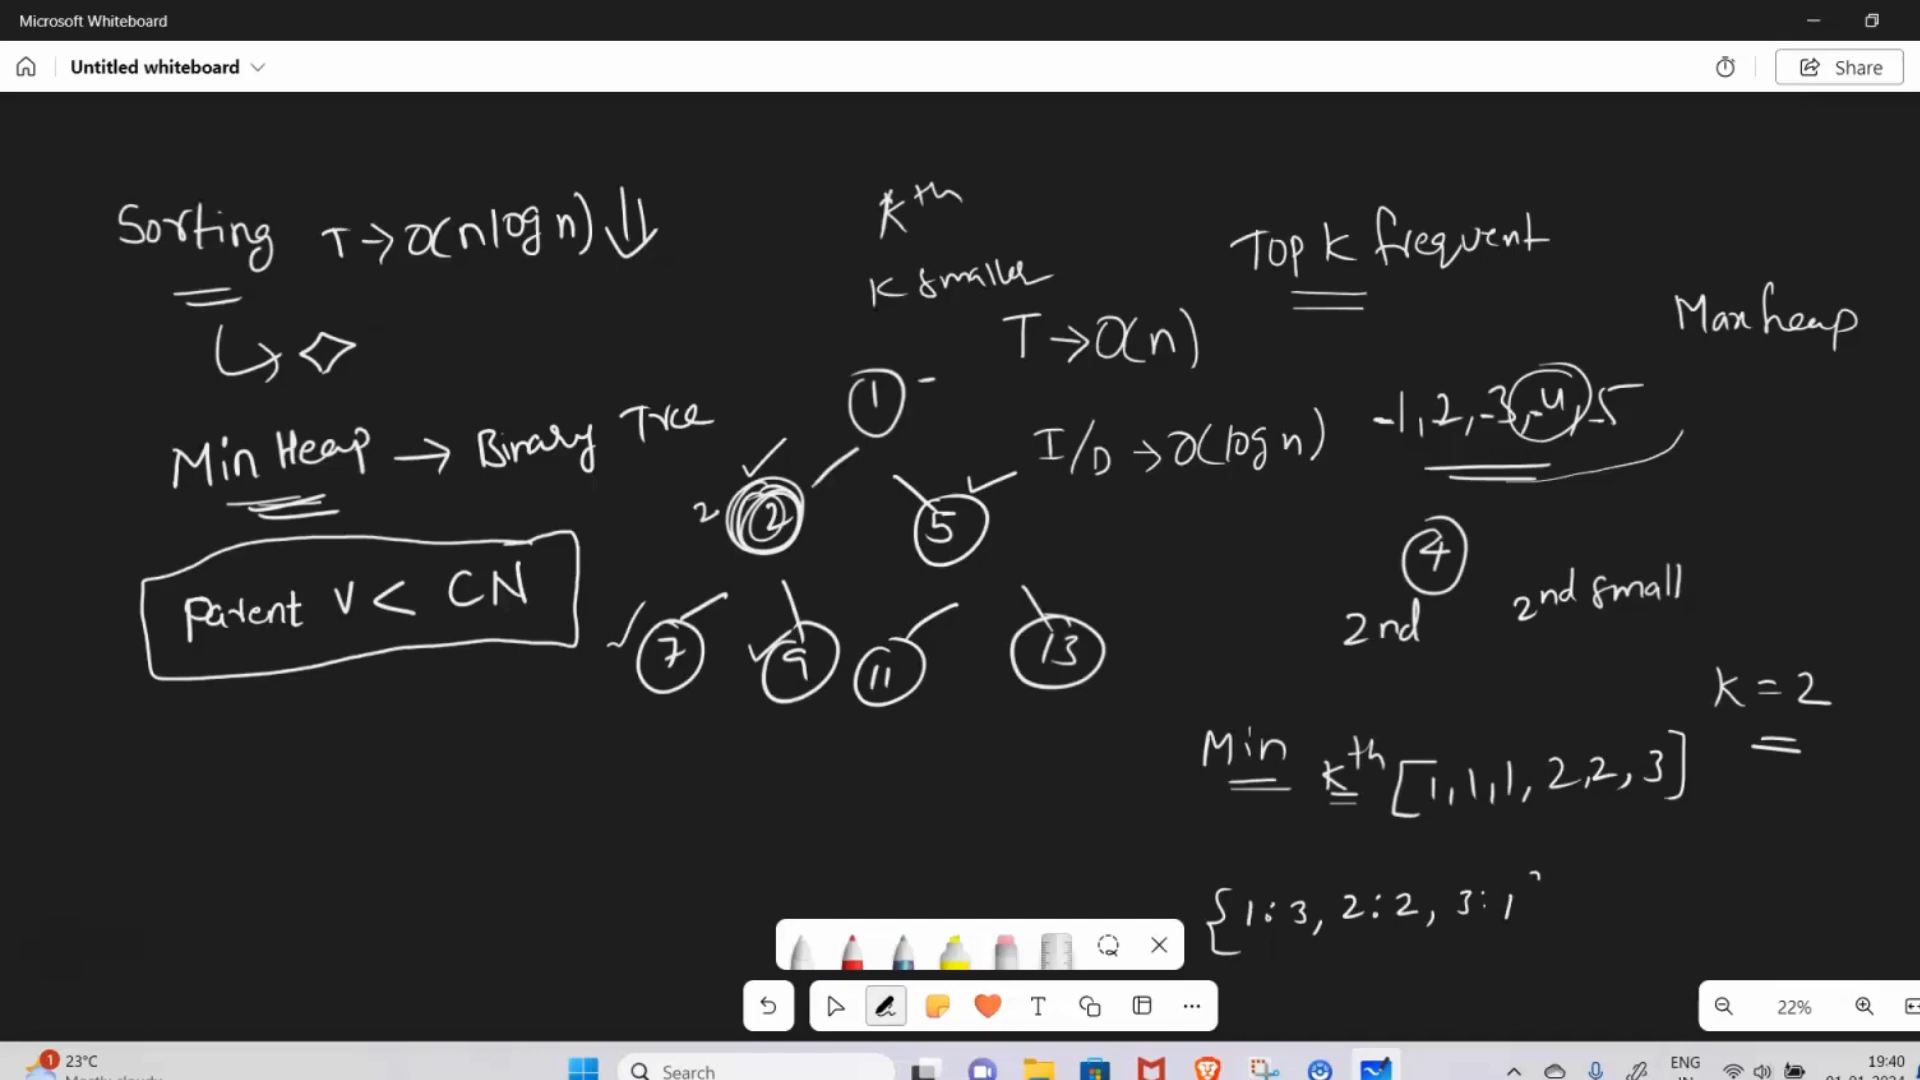 Microsoft Whiteboard
Untitled whiteboard
Share
Sorting T→O(n log n)
Kth
K smaller
Top K frequent
T→O(n)
Max heap
Min Heap → Binary Tree
1
I/D → O(log n)
-1, 2, -3, -4, -5
2 2
5
Parent V < CN
7
9
11
13
4
2nd
2nd small
K = 2
Min Kth [1,1,1, 2,2, 3]
{1:3, 2:2, 3:1
22%
1
23°C
Search
ENG
19:40